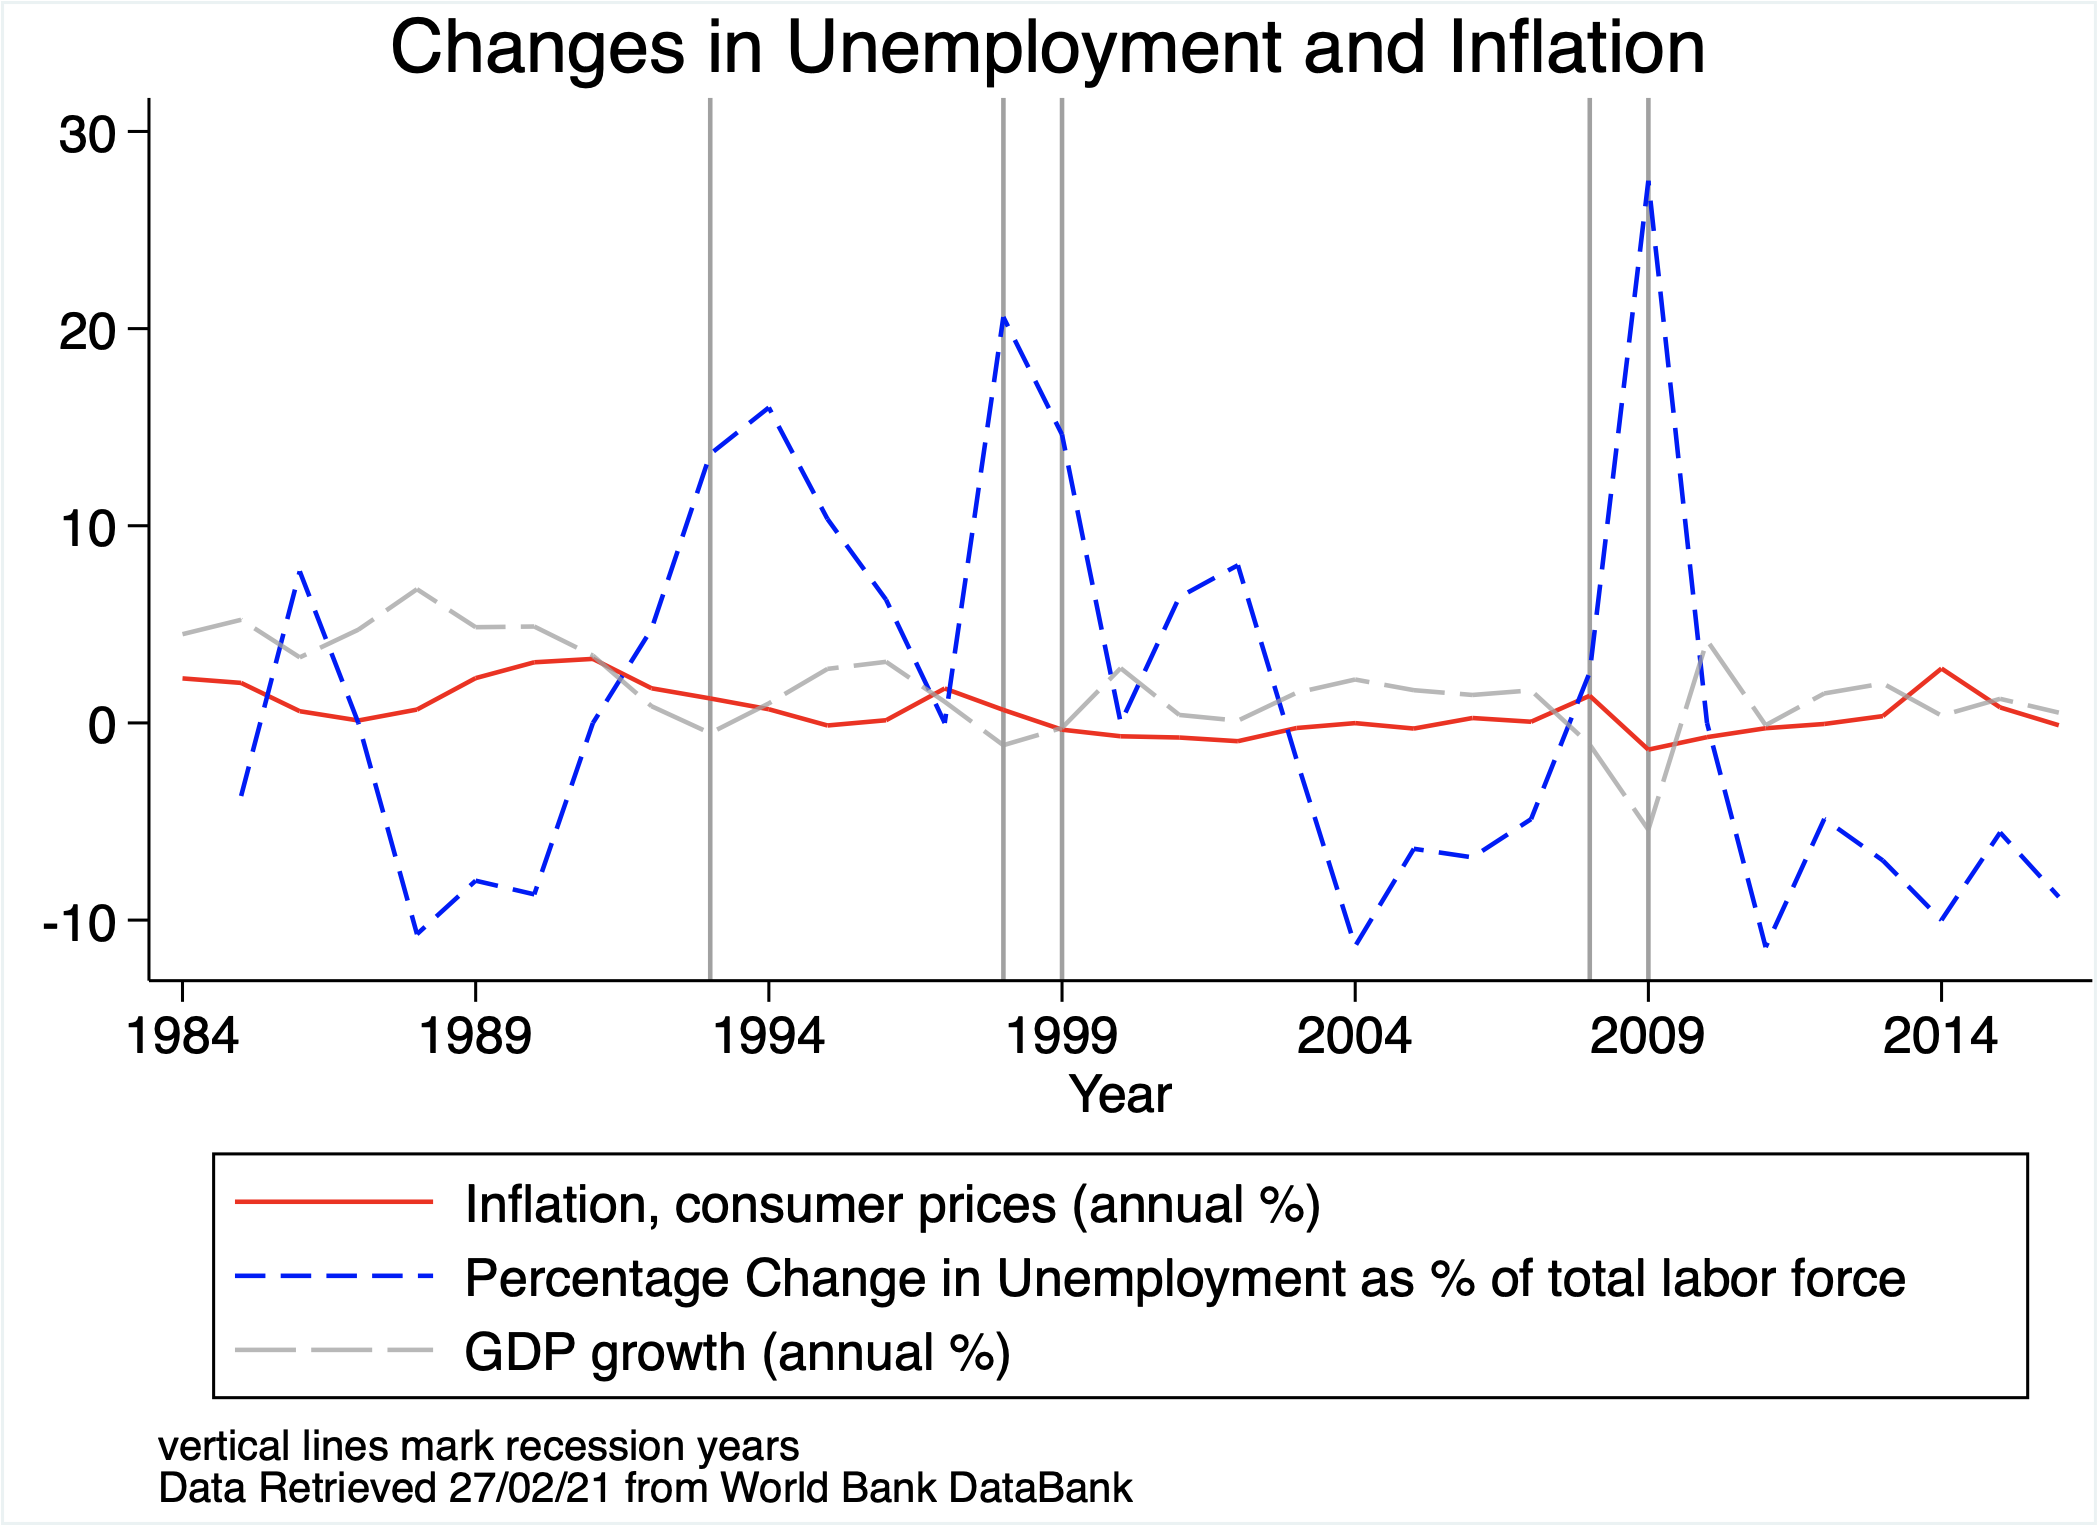 Changes in Unemployment and Inflation
30
20
10
0
-10
1984 1989 1994 1999 2004 2009 2014
Year
Inflation, consumer prices (annual %)
Percentage Change in Unemployment as % of total labor force
GDP growth (annual %)
vertical lines mark recession years
Data Retrieved 27/02/21 from World Bank DataBank